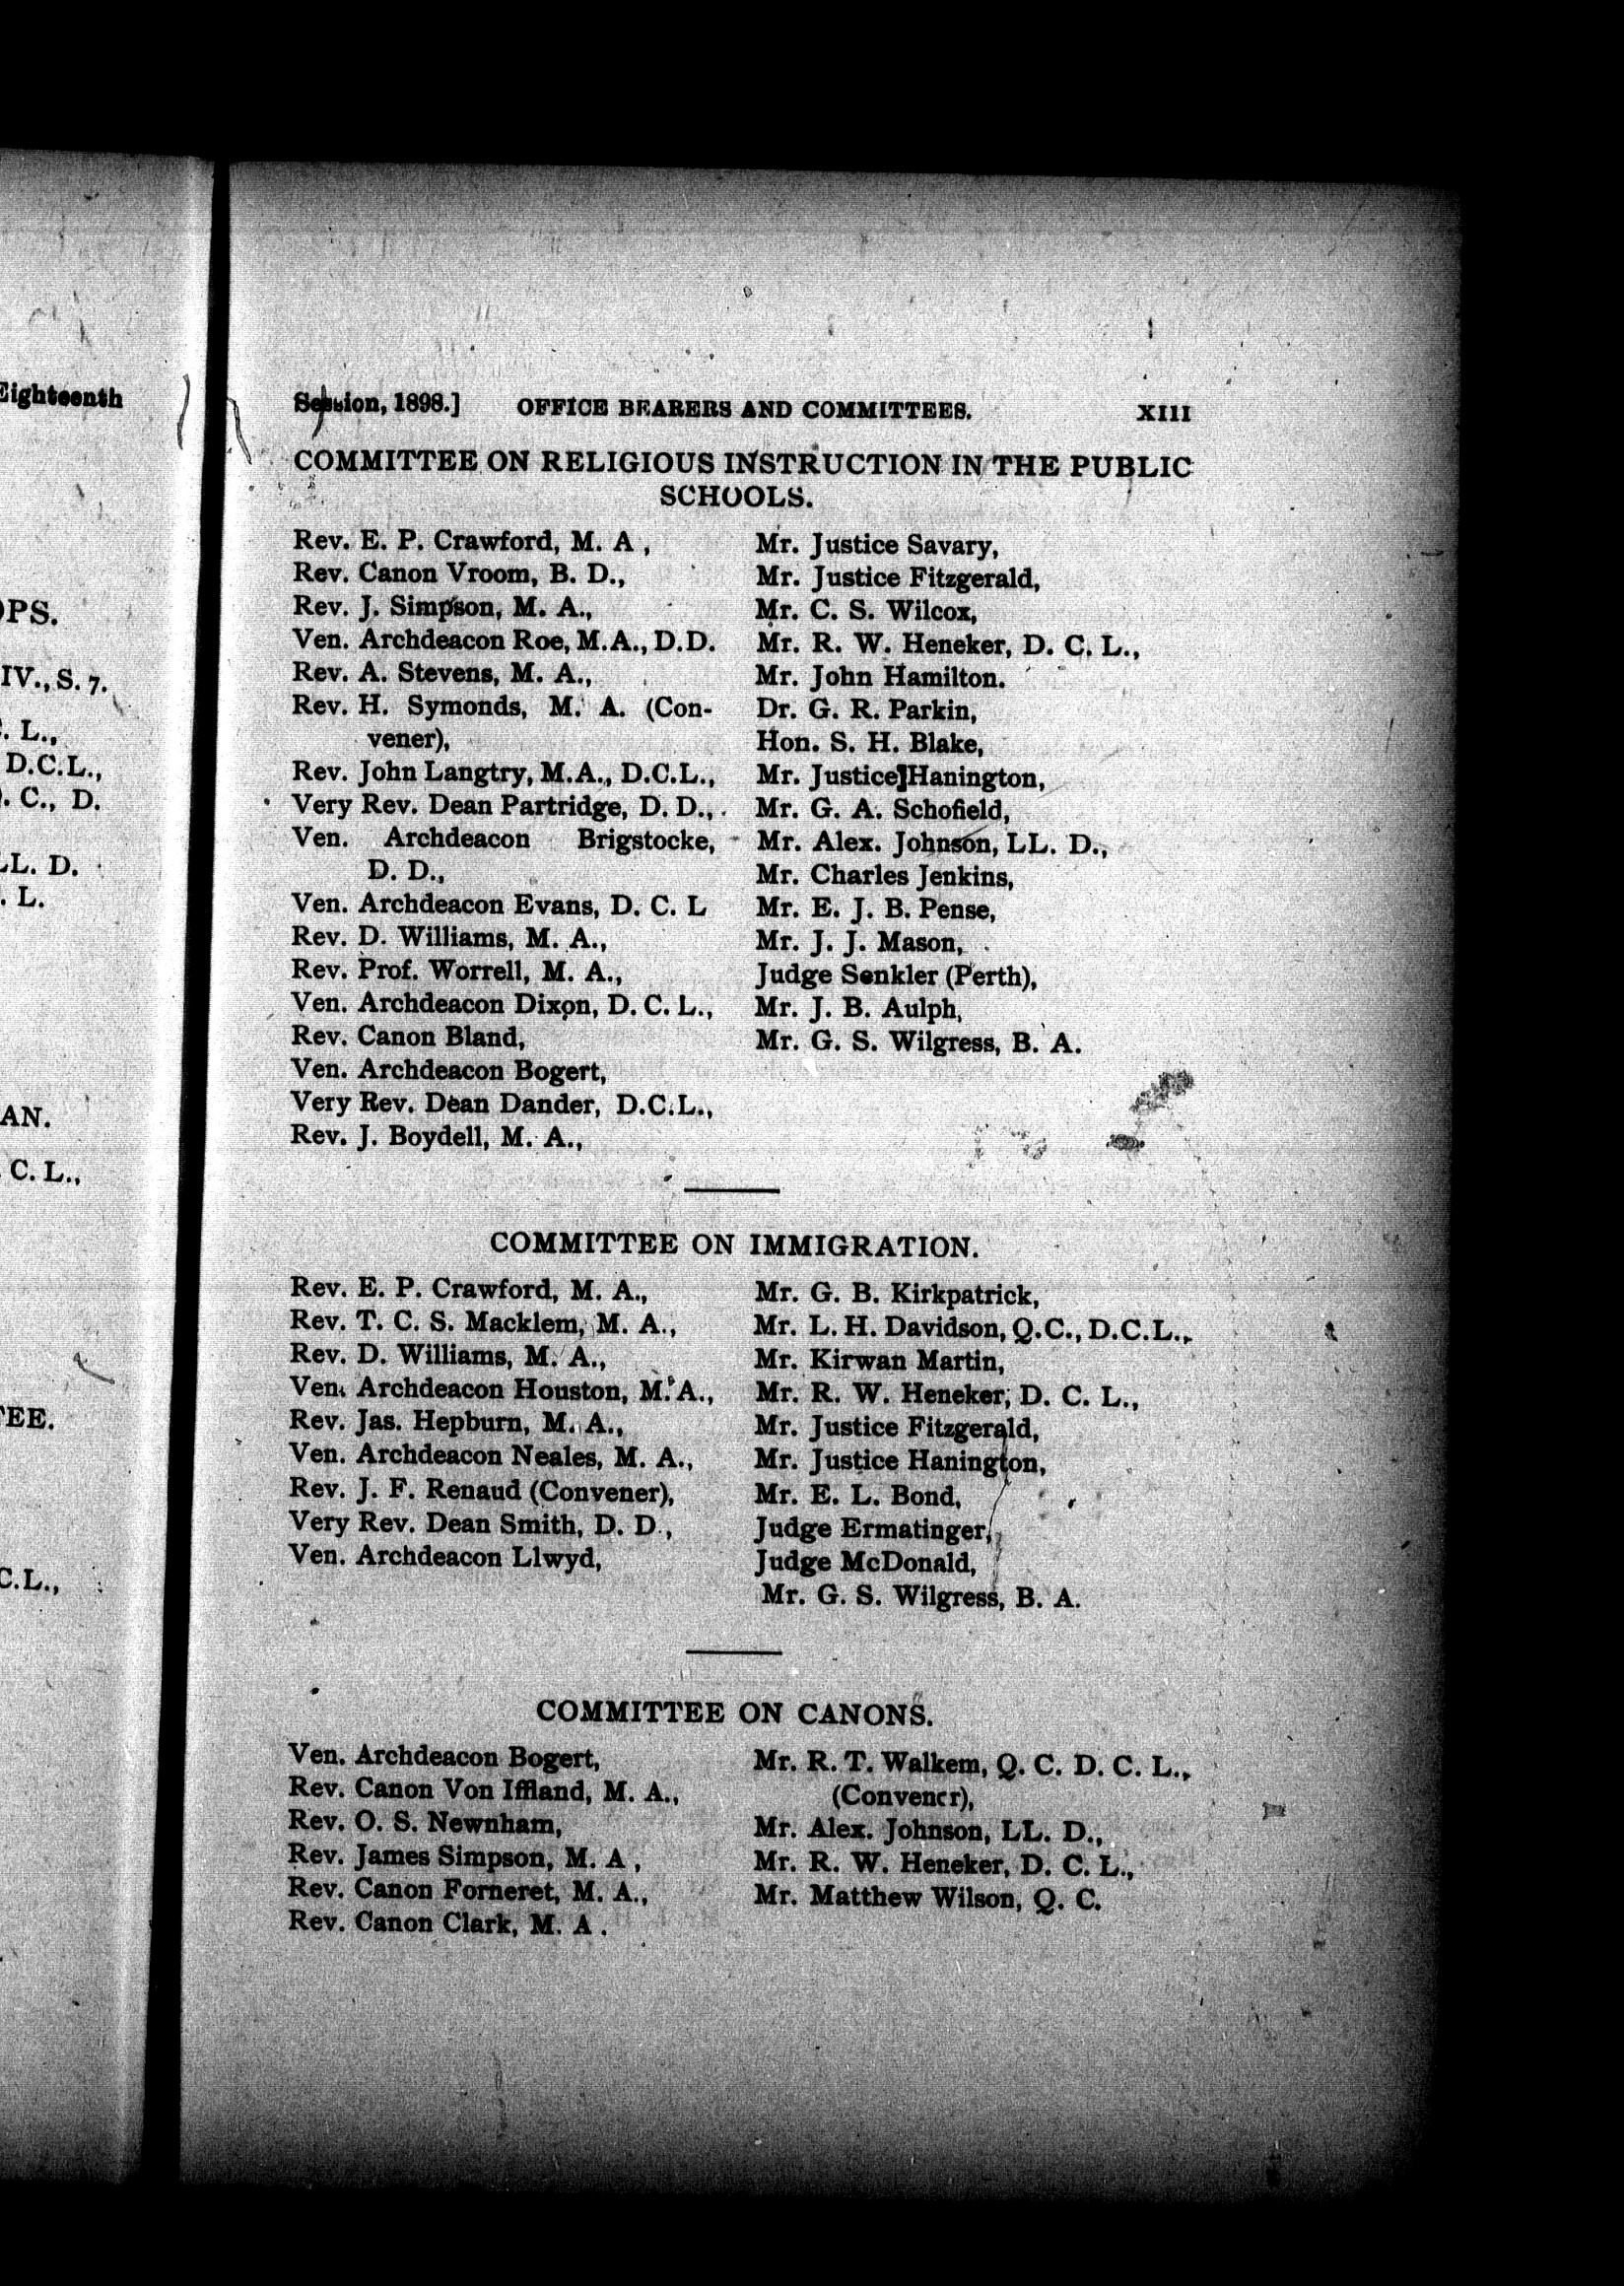 Eighteenth
OPS.
IV., S. 7.
. L.,
D.C.L.,
. C., D.
LL. D.
. L.
AN.
C. L.,
EE.
C.L.,
Session, 1898.] OFFICE BEARERS AND COMMITTEES. XIII
COMMITTEE ON RELIGIOUS INSTRUCTION IN THE PUBLIC
SCHOOLS.
Rev. E. P. Crawford, M. A ,
Rev. Canon Vroom, B. D.,
Rev. J. Simpson, M. A.,
Ven. Archdeacon Roe, M.A., D.D.
Rev. A. Stevens, M. A.,
Rev. H. Symonds, M. A. (Con-
vener),
Rev. John Langtry, M.A., D.C.L.,
Very Rev. Dean Partridge, D. D.,
Ven. Archdeacon Brigstocke,
D. D.,
Ven. Archdeacon Evans, D. C. L
Rev. D. Williams, M. A.,
Rev. Prof. Worrell, M. A.,
Ven. Archdeacon Dixon, D. C. L.,
Rev. Canon Bland,
Ven. Archdeacon Bogert,
Very Rev. Dean Dander, D.C.L.,
Rev. J. Boydell, M. A.,
Mr. Justice Savary,
Mr. Justice Fitzgerald,
Mr. C. S. Wilcox,
Mr. R. W. Heneker, D. C. L.,
Mr. John Hamilton.
Dr. G. R. Parkin,
Hon. S. H. Blake,
Mr. Justice]Hanington,
Mr. G. A. Schofield,
Mr. Alex. Johnson, LL. D.,
Mr. Charles Jenkins,
Mr. E. J. B. Pense,
Mr. J. J. Mason,
Judge Senkler (Perth),
Mr. J. B. Aulph,
Mr. G. S. Wilgress, B. A.
COMMITTEE ON IMMIGRATION.
Rev. E. P. Crawford, M. A.,
Rev. T. C. S. Macklem, M. A.,
Rev. D. Williams, M. A.,
Ven. Archdeacon Houston, M. A.,
Rev. Jas. Hepburn, M. A.,
Ven. Archdeacon Neales, M. A.,
Rev. J. F. Renaud (Convener),
Very Rev. Dean Smith, D. D.,
Ven. Archdeacon Llwyd,
Mr. G. B. Kirkpatrick,
Mr. L. H. Davidson, Q.C., D.C.L.,
Mr. Kirwan Martin,
Mr. R. W. Heneker, D. C. L.,
Mr. Justice Fitzgerald,
Mr. Justice Hanington,
Mr. E. L. Bond,
Judge Ermatinger,
Judge McDonald,
Mr. G. S. Wilgress, B. A.
COMMITTEE ON CANONS.
Ven. Archdeacon Bogert,
Rev. Canon Von Iffland, M. A.,
Rev. O. S. Newnham,
Rev. James Simpson, M. A ,
Rev. Canon Forneret, M. A.,
Rev. Canon Clark, M. A .
Mr. R. T. Walkem, Q. C. D. C. L.,
(Convener),
Mr. Alex. Johnson, LL. D.,
Mr. R. W. Heneker, D. C. L.,
Mr. Matthew Wilson, Q. C.